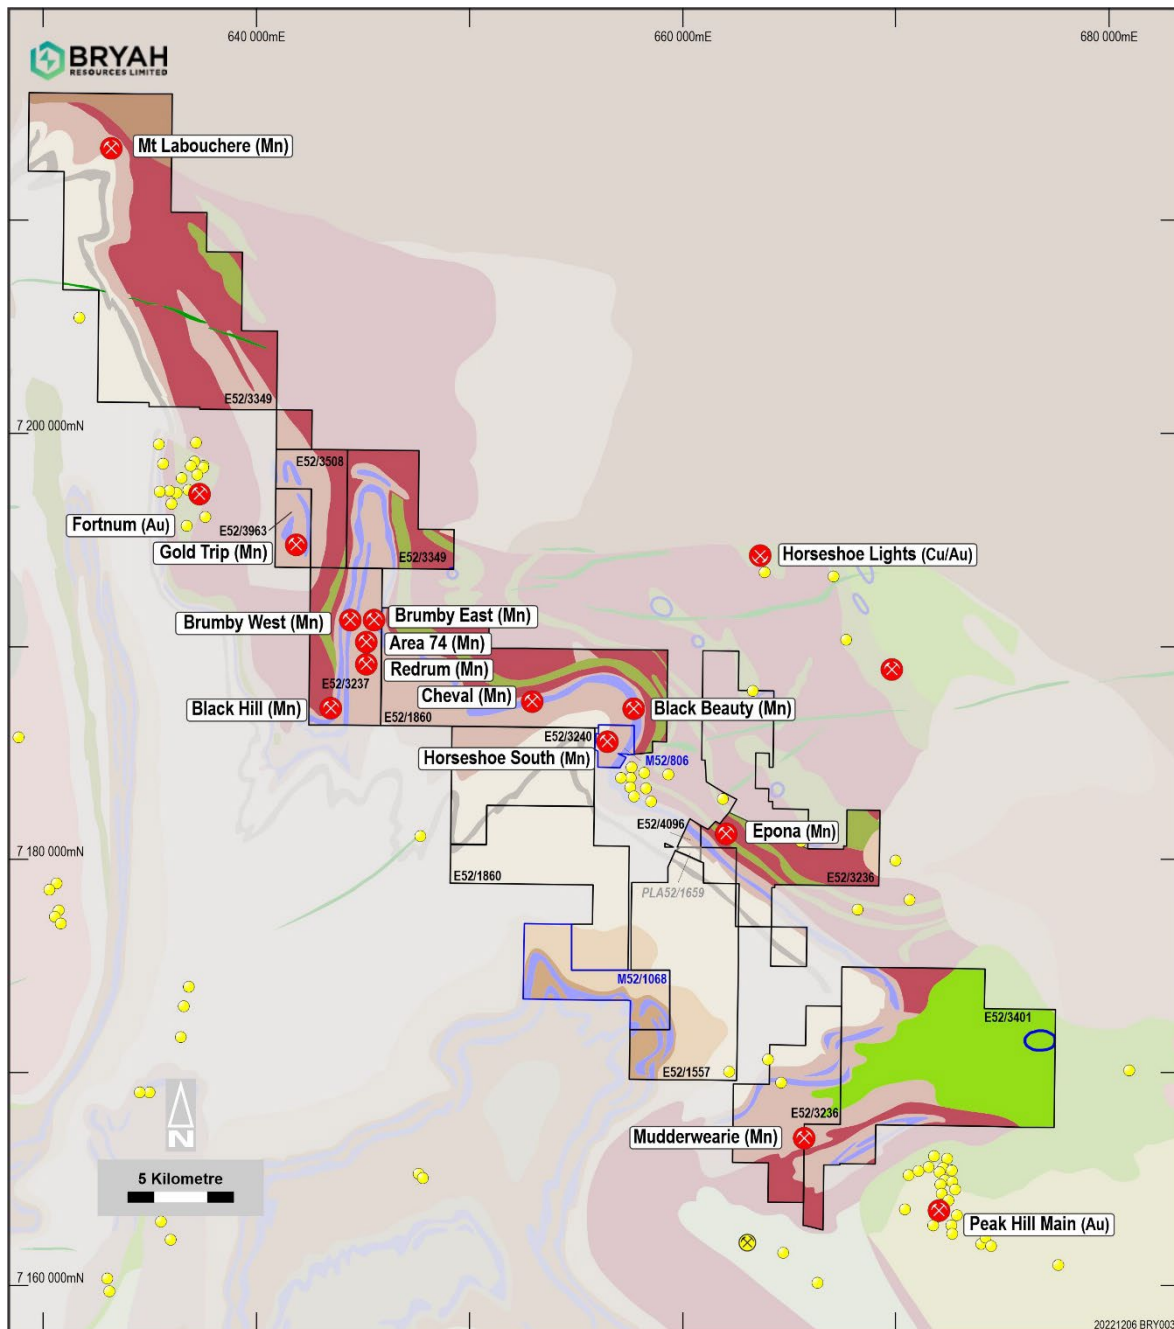 640 000mE
660 000mE
680 000mE
BRYAH
RESOURCES LIMITED
Mt Labouchere (Mn)
E52/3349
7 200 000mN
E52/3508
Fortnum (Au)
E52/3963
Gold Trip (Mn)
E52/3349
Horseshoe Lights (Cu/Au)
Brumby West (Mn)
Brumby East (Mn)
Area 74 (Mn)
Redrum (Mn)
E52/3237
Cheval (Mn)
Black Hill (Mn)
Black Beauty (Mn)
E52/1860
E52/3240
Horseshoe South (Mn)
M52/806
E52/4096
Epona (Mn)
7 180 000mN
E52/1860
E52/3236
PLA52/1659
M52/1068
E52/3401
E52/1557
E52/3236
Mudderwearie (Mn)
N
5 Kilometre
Peak Hill Main (Au)
7 160 000mN
20221206 BRY003